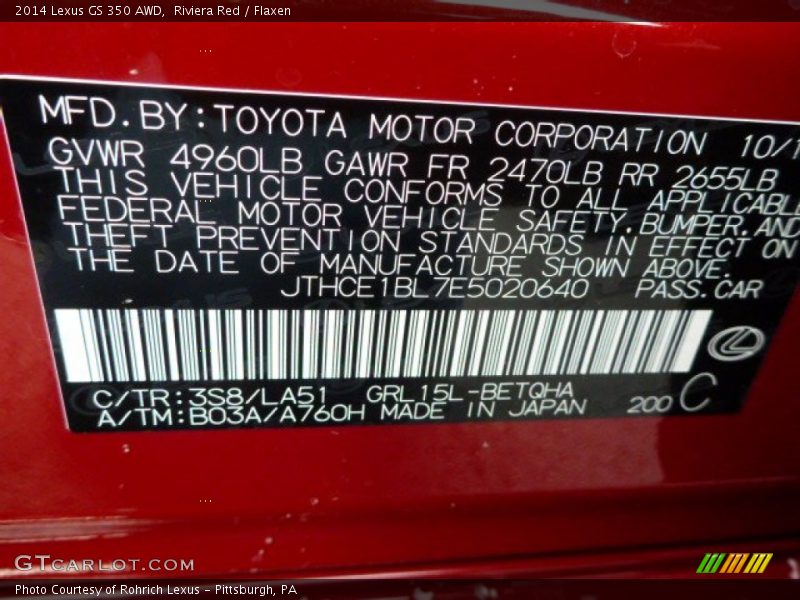 2014 Lexus GS 350 AWD,  Riviera Red / Flaxen
MFD. BY: TOYOTA MOTOR CORPORATION 10/1
GVWR 4960LB GAWR FR 2470LB RR 2655LB
THIS VEHICLE CONFORMS TO ALL APPLICABLE
FEDERAL MOTOR VEHICLE SAFETY, BUMPER, AND
THEFT PREVENTION STANDARDS IN EFFECT ON
THE DATE OF MANUFACTURE SHOWN ABOVE.
JTHCE1BL7E5020640 PASS. CAR
C/TR: 3S8/LA51 GRL15L-BETQHA
A/TM: B03A/A760H MADE IN JAPAN 200 C
GTCARLOT.COM
Photo Courtesy of Rohrich Lexus - Pittsburgh, PA